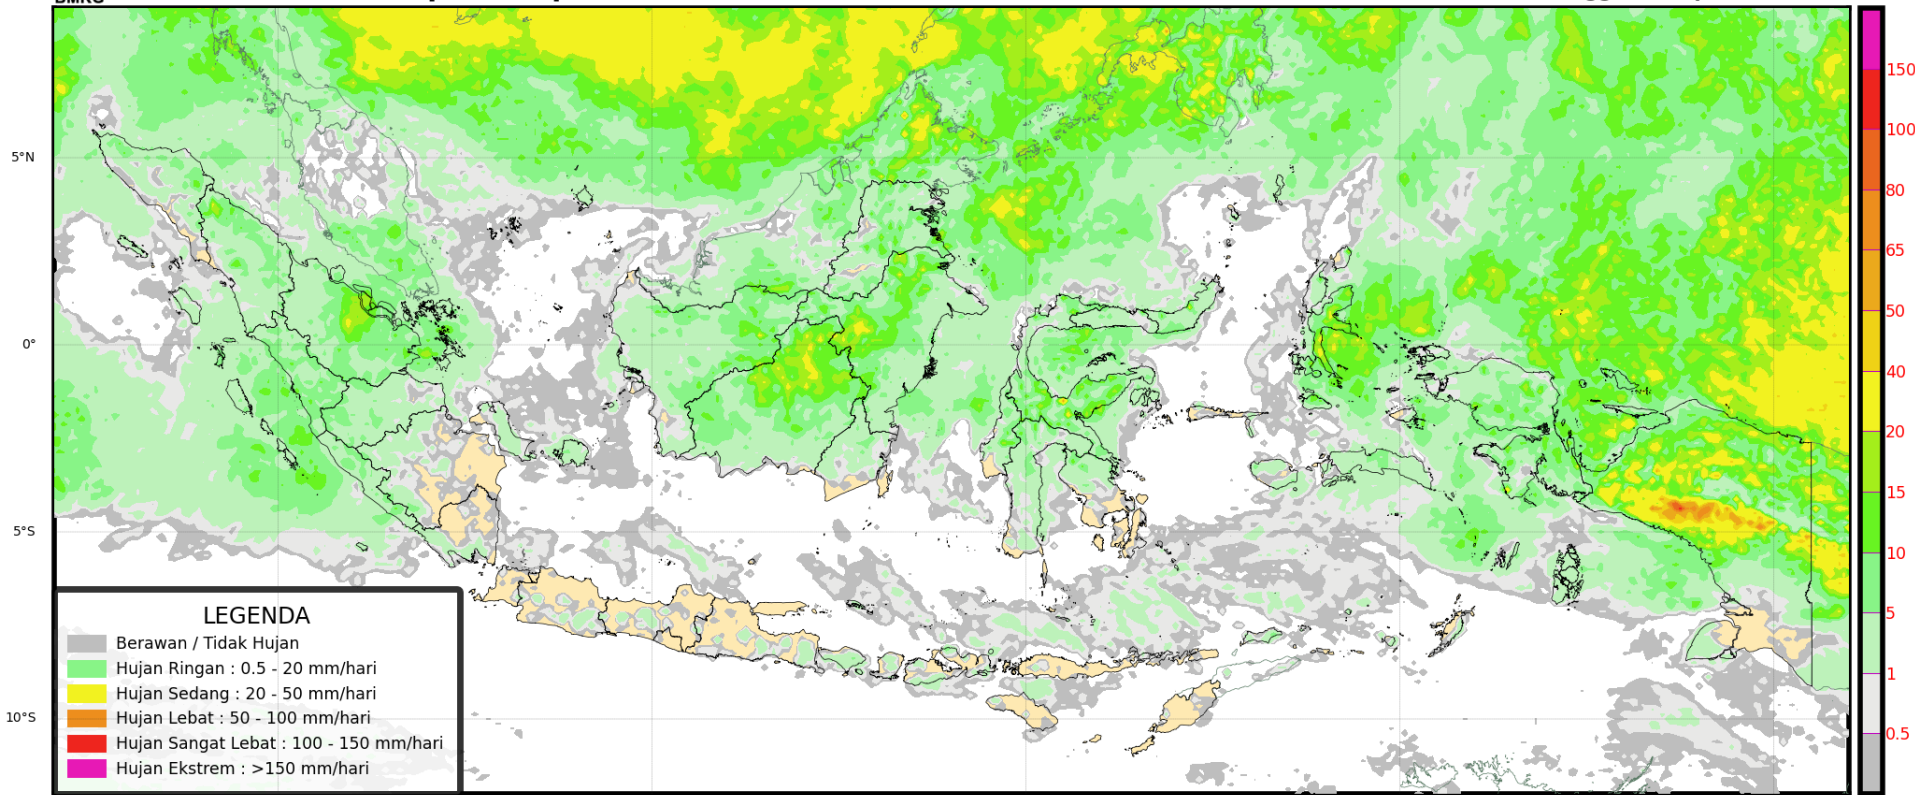 BMKG
5°N
0°
5°S
10°S
LEGENDA
Berawan / Tidak Hujan
Hujan Ringan : 0.5 - 20 mm/hari
Hujan Sedang : 20 - 50 mm/hari
Hujan Lebat : 50 - 100 mm/hari
Hujan Sangat Lebat : 100 - 150 mm/hari
Hujan Ekstrem : >150 mm/hari
150
100
80
65
50
40
20
15
10
5
1
0.5